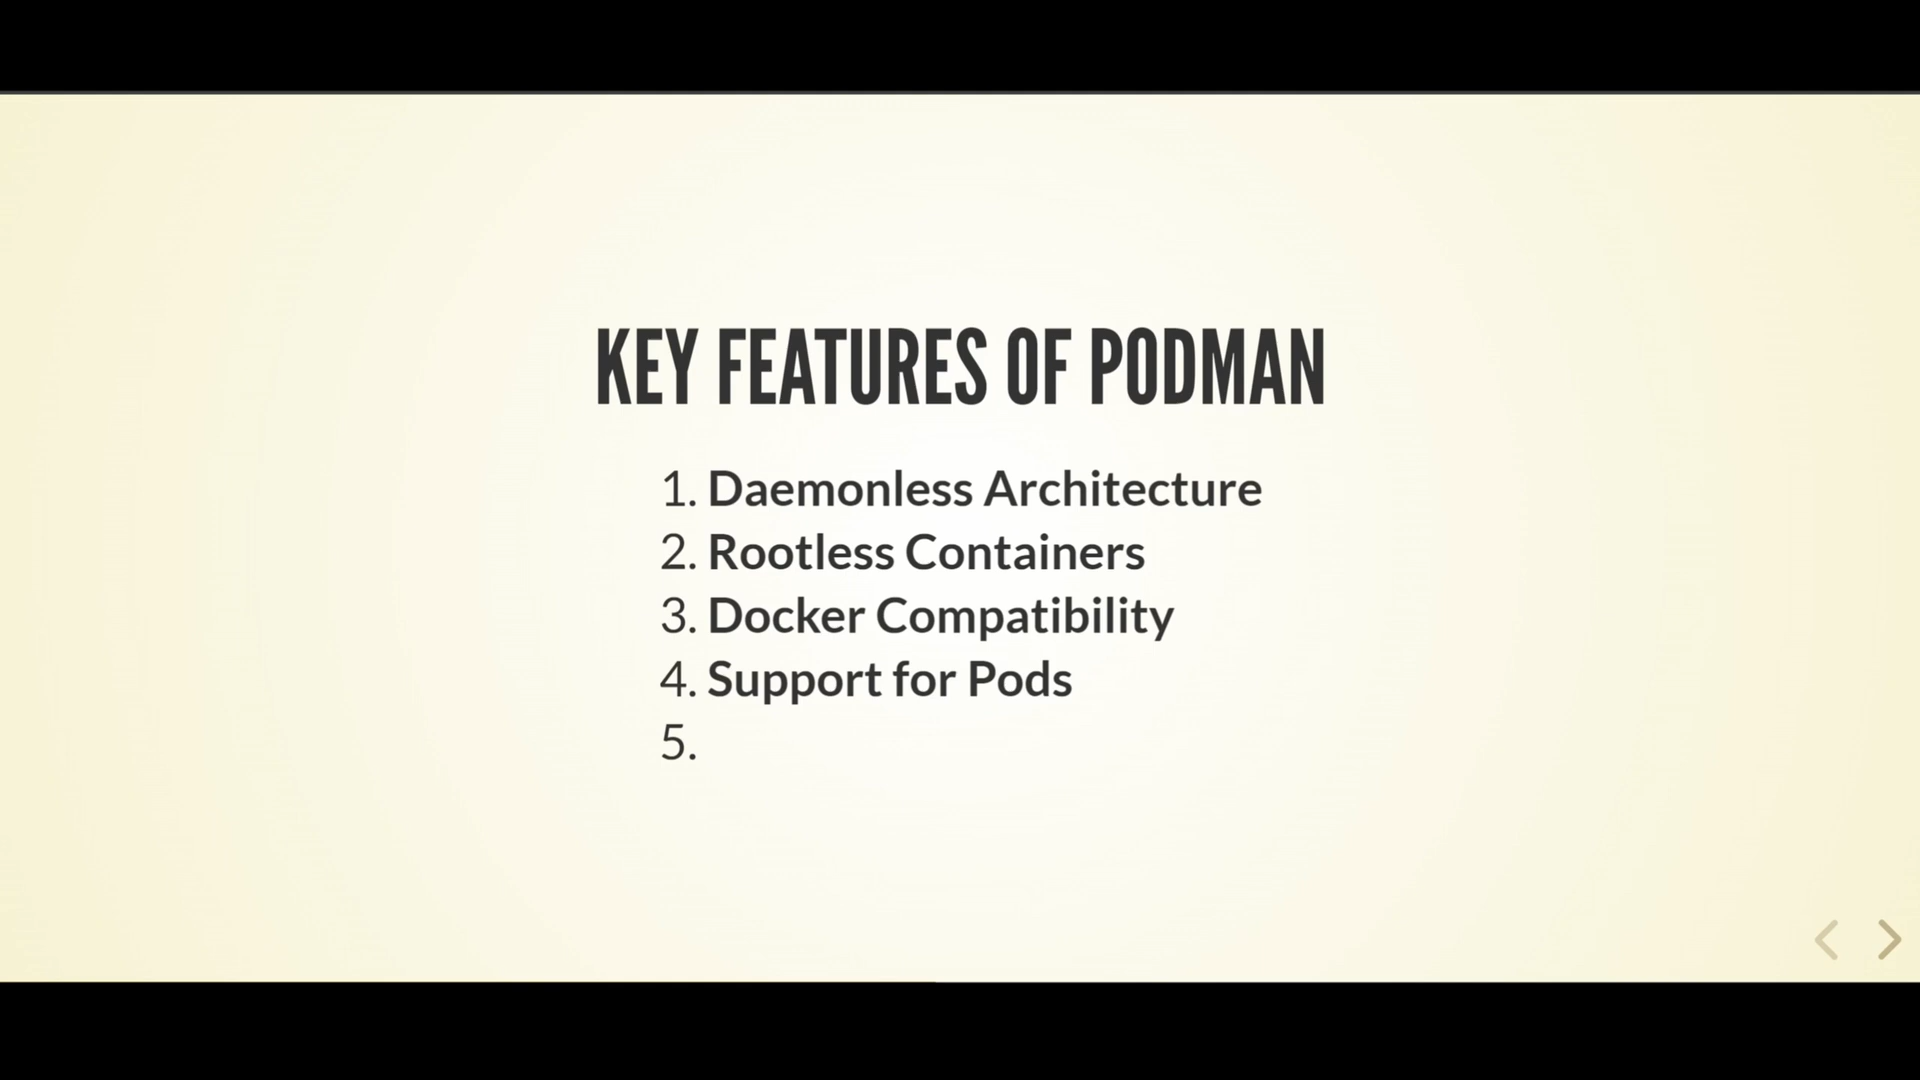 KEY FEATURES OF PODMAN
1. Daemonless Architecture
2. Rootless Containers
3. Docker Compatibility
4. Support for Pods
5.